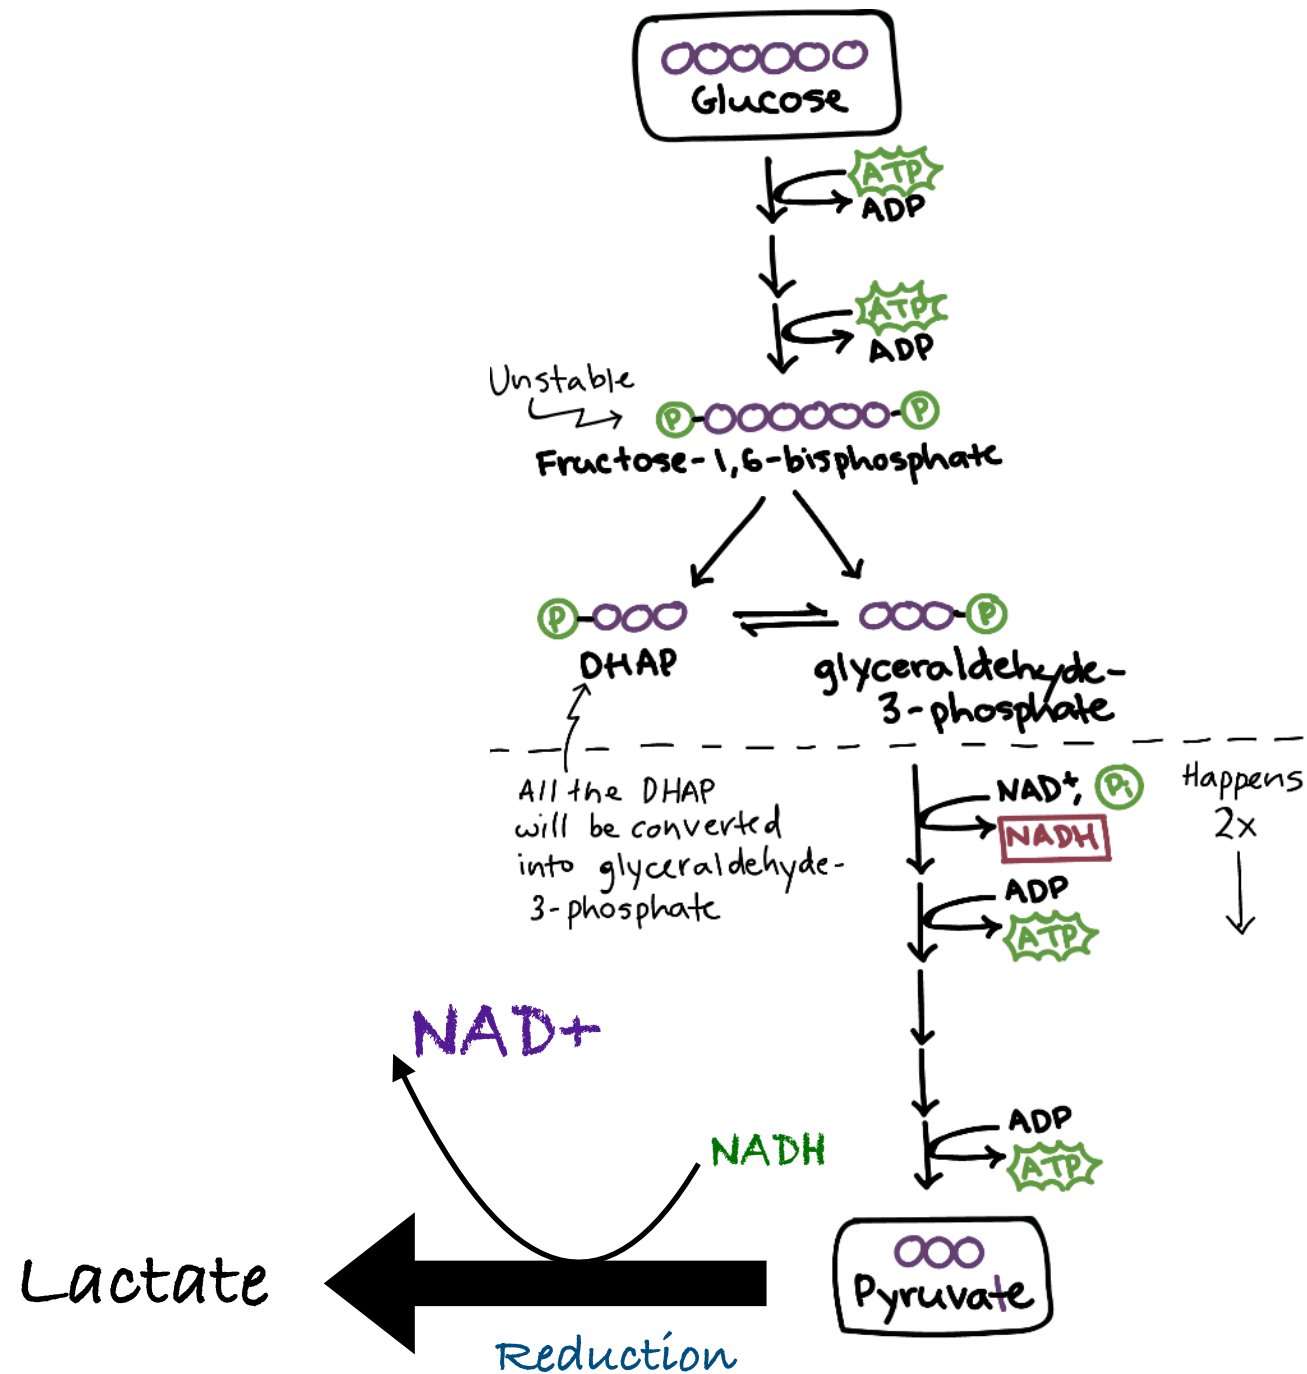 Glucose
ATP
ADP
ATP
ADP
Unstable
P
P
Fructose-1,6-bisphosphate
P
P
DHAP
glyceraldehyde-
3-phosphate
All the DHAP
will be converted
into glyceraldehyde-
3-phosphate
NAD+, Pi
NADH
Happens
2x
ADP
ATP
NAD+
NADH
ADP
ATP
Lactate
Reduction
Pyruvate